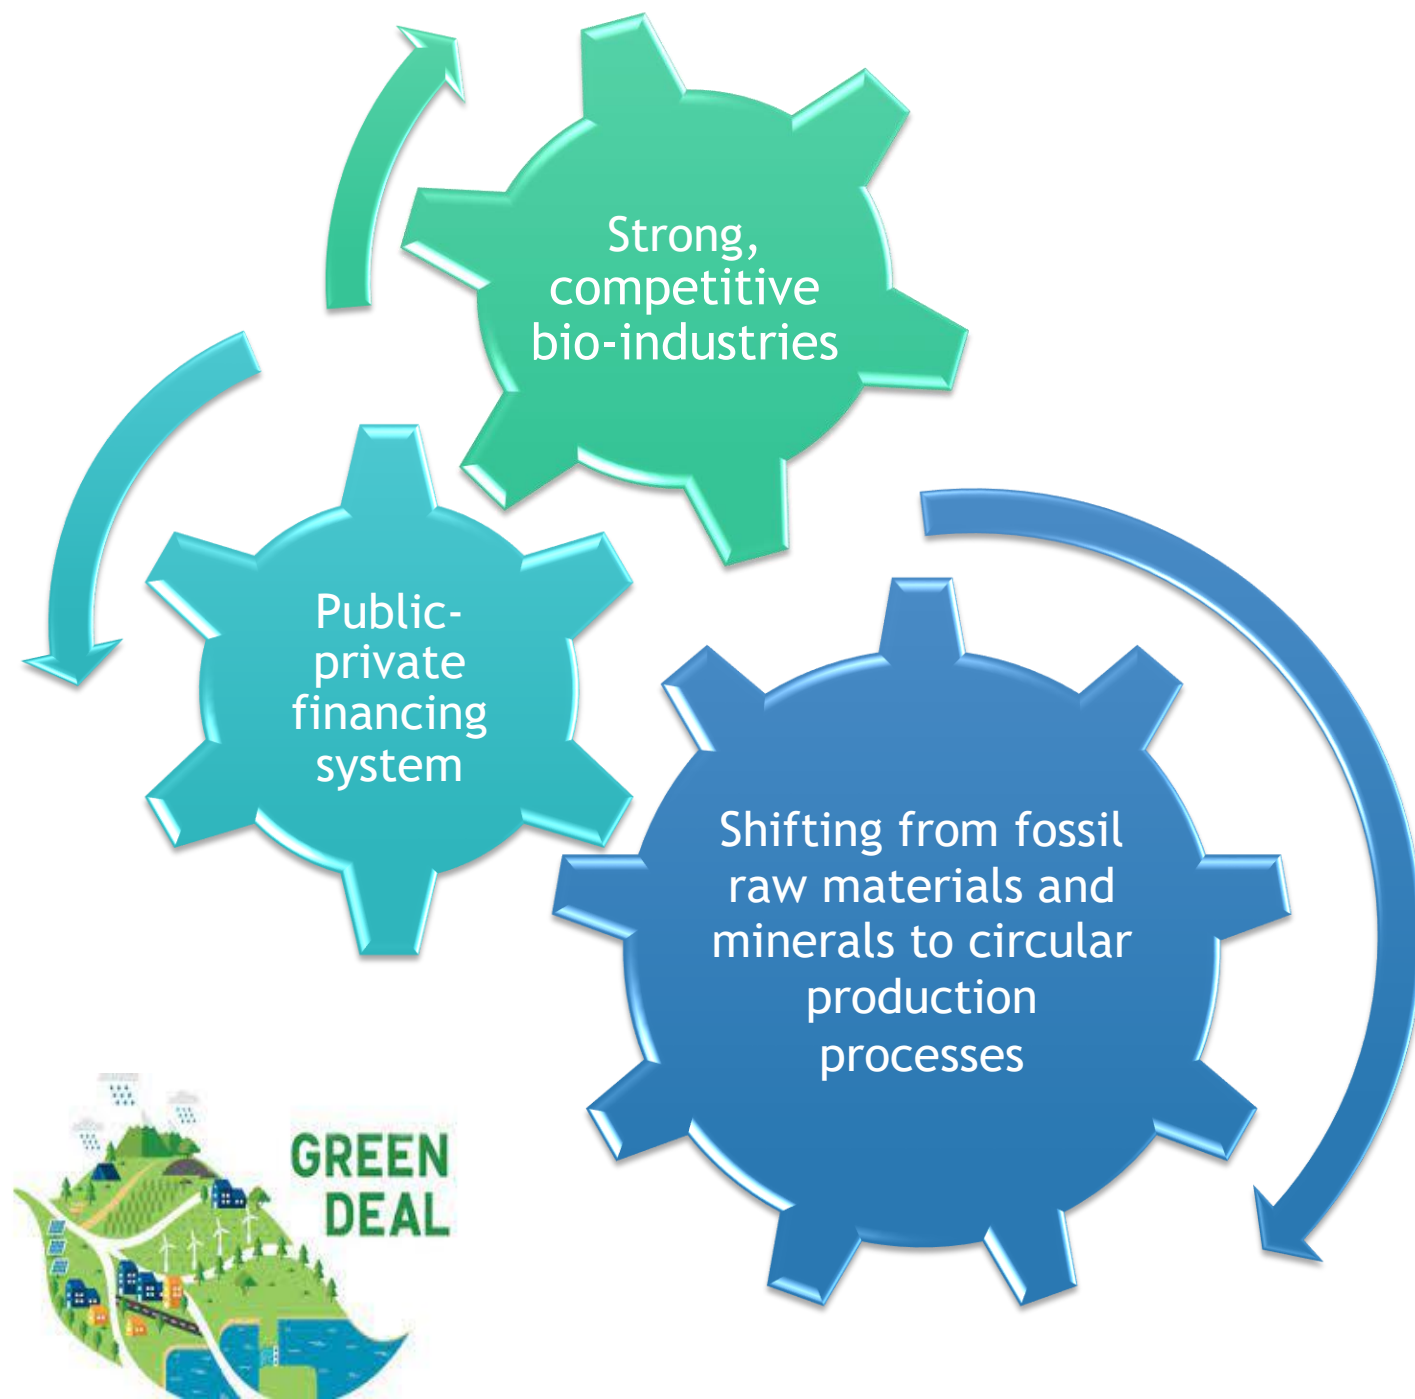 Strong,
competitive
bio-industries
Public-
private
financing
system
Shifting from fossil
raw materials and
minerals to circular
production
processes
GREEN
DEAL